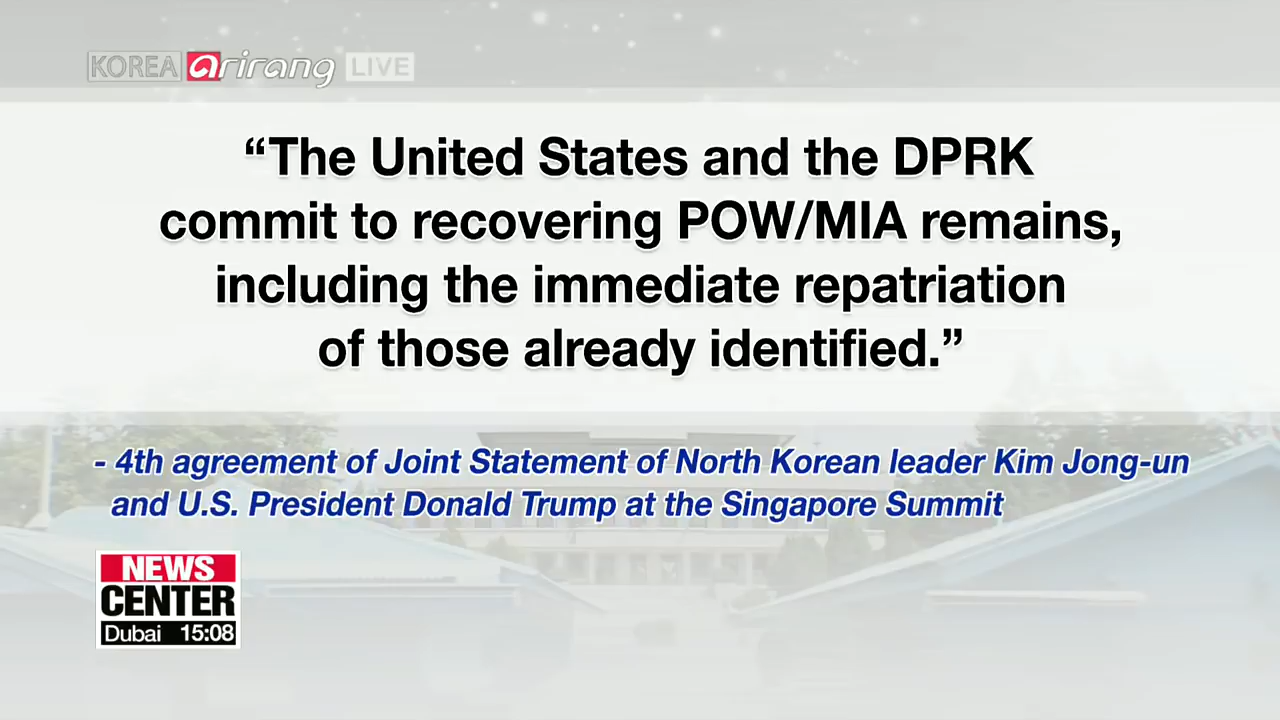 KOREA arirang LIVE
“The United States and the DPRK
commit to recovering POW/MIA remains,
including the immediate repatriation
of those already identified.”
- 4th agreement of Joint Statement of North Korean leader Kim Jong-un
and U.S. President Donald Trump at the Singapore Summit
NEWS
CENTER
Dubai 15:08